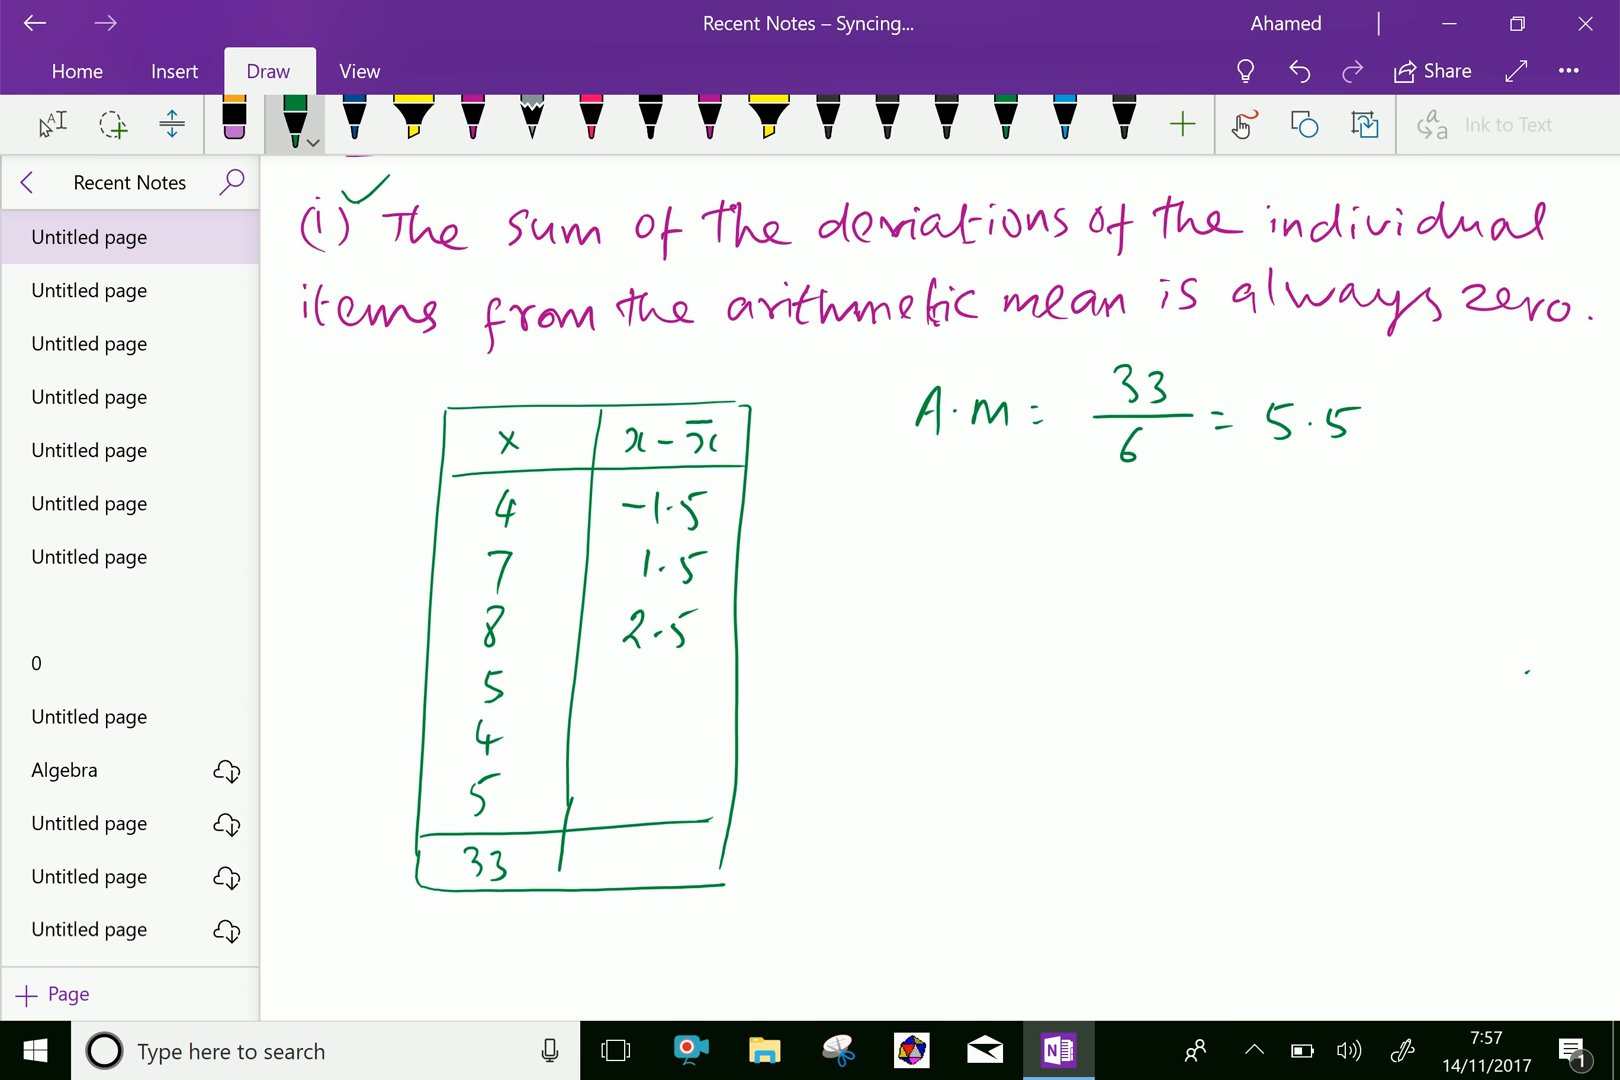 Recent Notes – Syncing...
Ahamed
Home Insert Draw View
Share
Ink to Text
Recent Notes
Untitled page
Untitled page
Untitled page
Untitled page
Untitled page
Untitled page
Untitled page
0
Untitled page
Algebra
Untitled page
Untitled page
Untitled page
Page
(i) The sum of the deviations of the individual
items from the arithmetic mean is always zero.
A.M = 33/6 = 5.5
x x - x̄
4 -1.5
7 1.5
8 2.5
5
4
5
33
Type here to search
7:57
14/11/2017
1